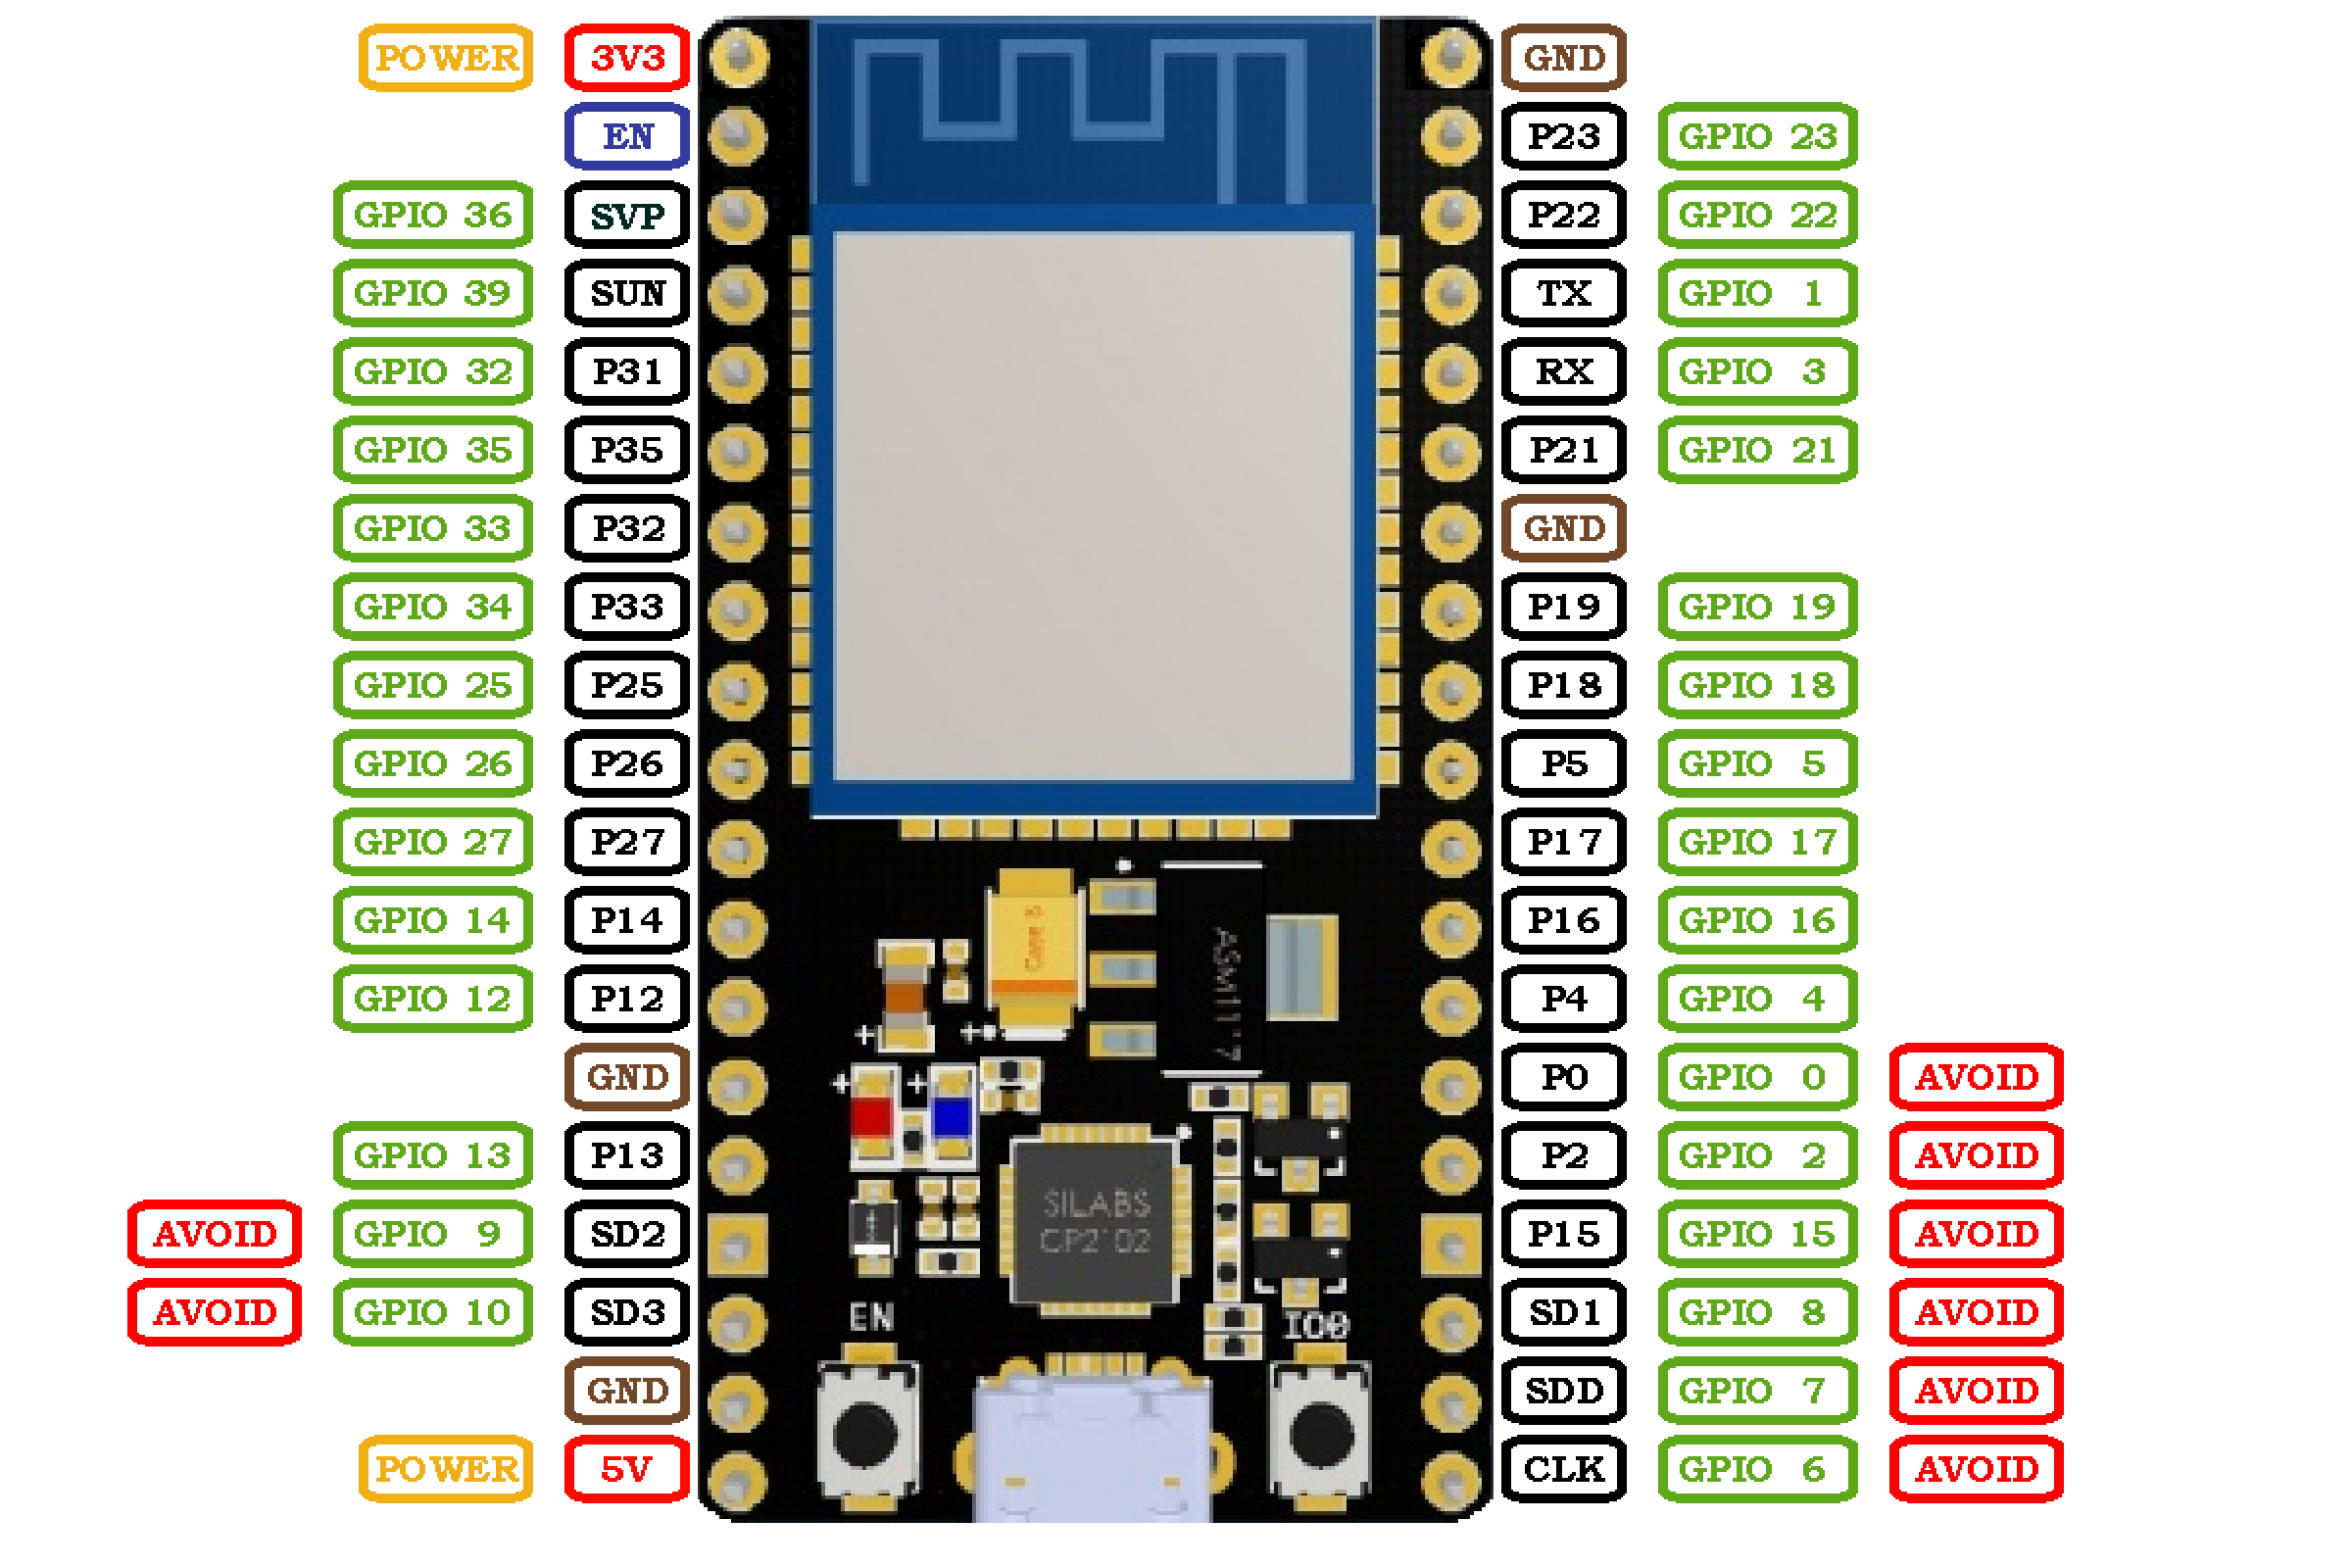 POWER 3V3 GND
EN P23 GPIO 23
GPIO 36 SVP P22 GPIO 22
GPIO 39 SUN TX GPIO 1
GPIO 32 P31 RX GPIO 3
GPIO 35 P35 P21 GPIO 21
GPIO 33 P32 GND
GPIO 34 P33 P19 GPIO 19
GPIO 25 P25 P18 GPIO 18
GPIO 26 P26 P5 GPIO 5
GPIO 27 P27 P17 GPIO 17
GPIO 14 P14 P16 GPIO 16
GPIO 12 P12 P4 GPIO 4
GND P0 GPIO 0 AVOID
GPIO 13 P13 P2 GPIO 2 AVOID
AVOID GPIO 9 SD2 P15 GPIO 15 AVOID
AVOID GPIO 10 SD3 SD1 GPIO 8 AVOID
GND SDD GPIO 7 AVOID
POWER 5V CLK GPIO 6 AVOID
Case B
ASM1117
SILABS
CP2102
EN
IO0